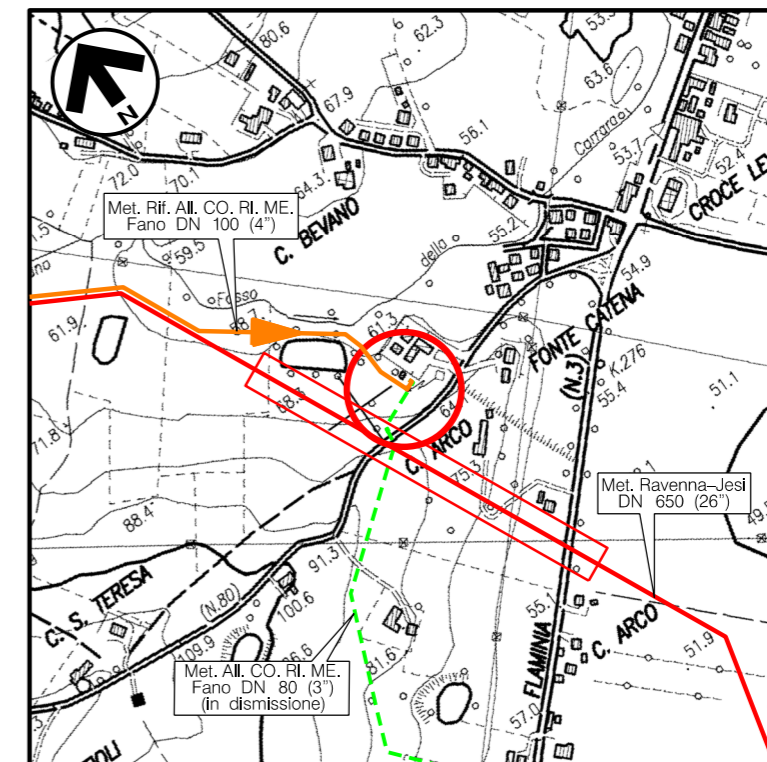 80.6
6
62.3
53.5
N
67.9
56.1
63.6
Carrara
53.7
52.4
72.0
70.1
64.3
CROCE
Met. Rif. All. CO. RI. ME.
Fano DN 100 (4")
C. BEVANO
55.2
59.5
della
54.9
Fosso
61.9
61.3
FONTE CATENA
(N.3)
K.276
55.4
51.1
68.3
64
C. ARCO
71.8
75.3
Met. Ravenna-Jesi
DN 650 (26")
88.4
91.3
C. S. TERESA
(N.80)
100.6
55.1
C. ARCO
109.9
81.6
51.9
Met. All. CO. RI. ME.
Fano DN 80 (3")
(in dismissione)
FLAMINIA
57.0